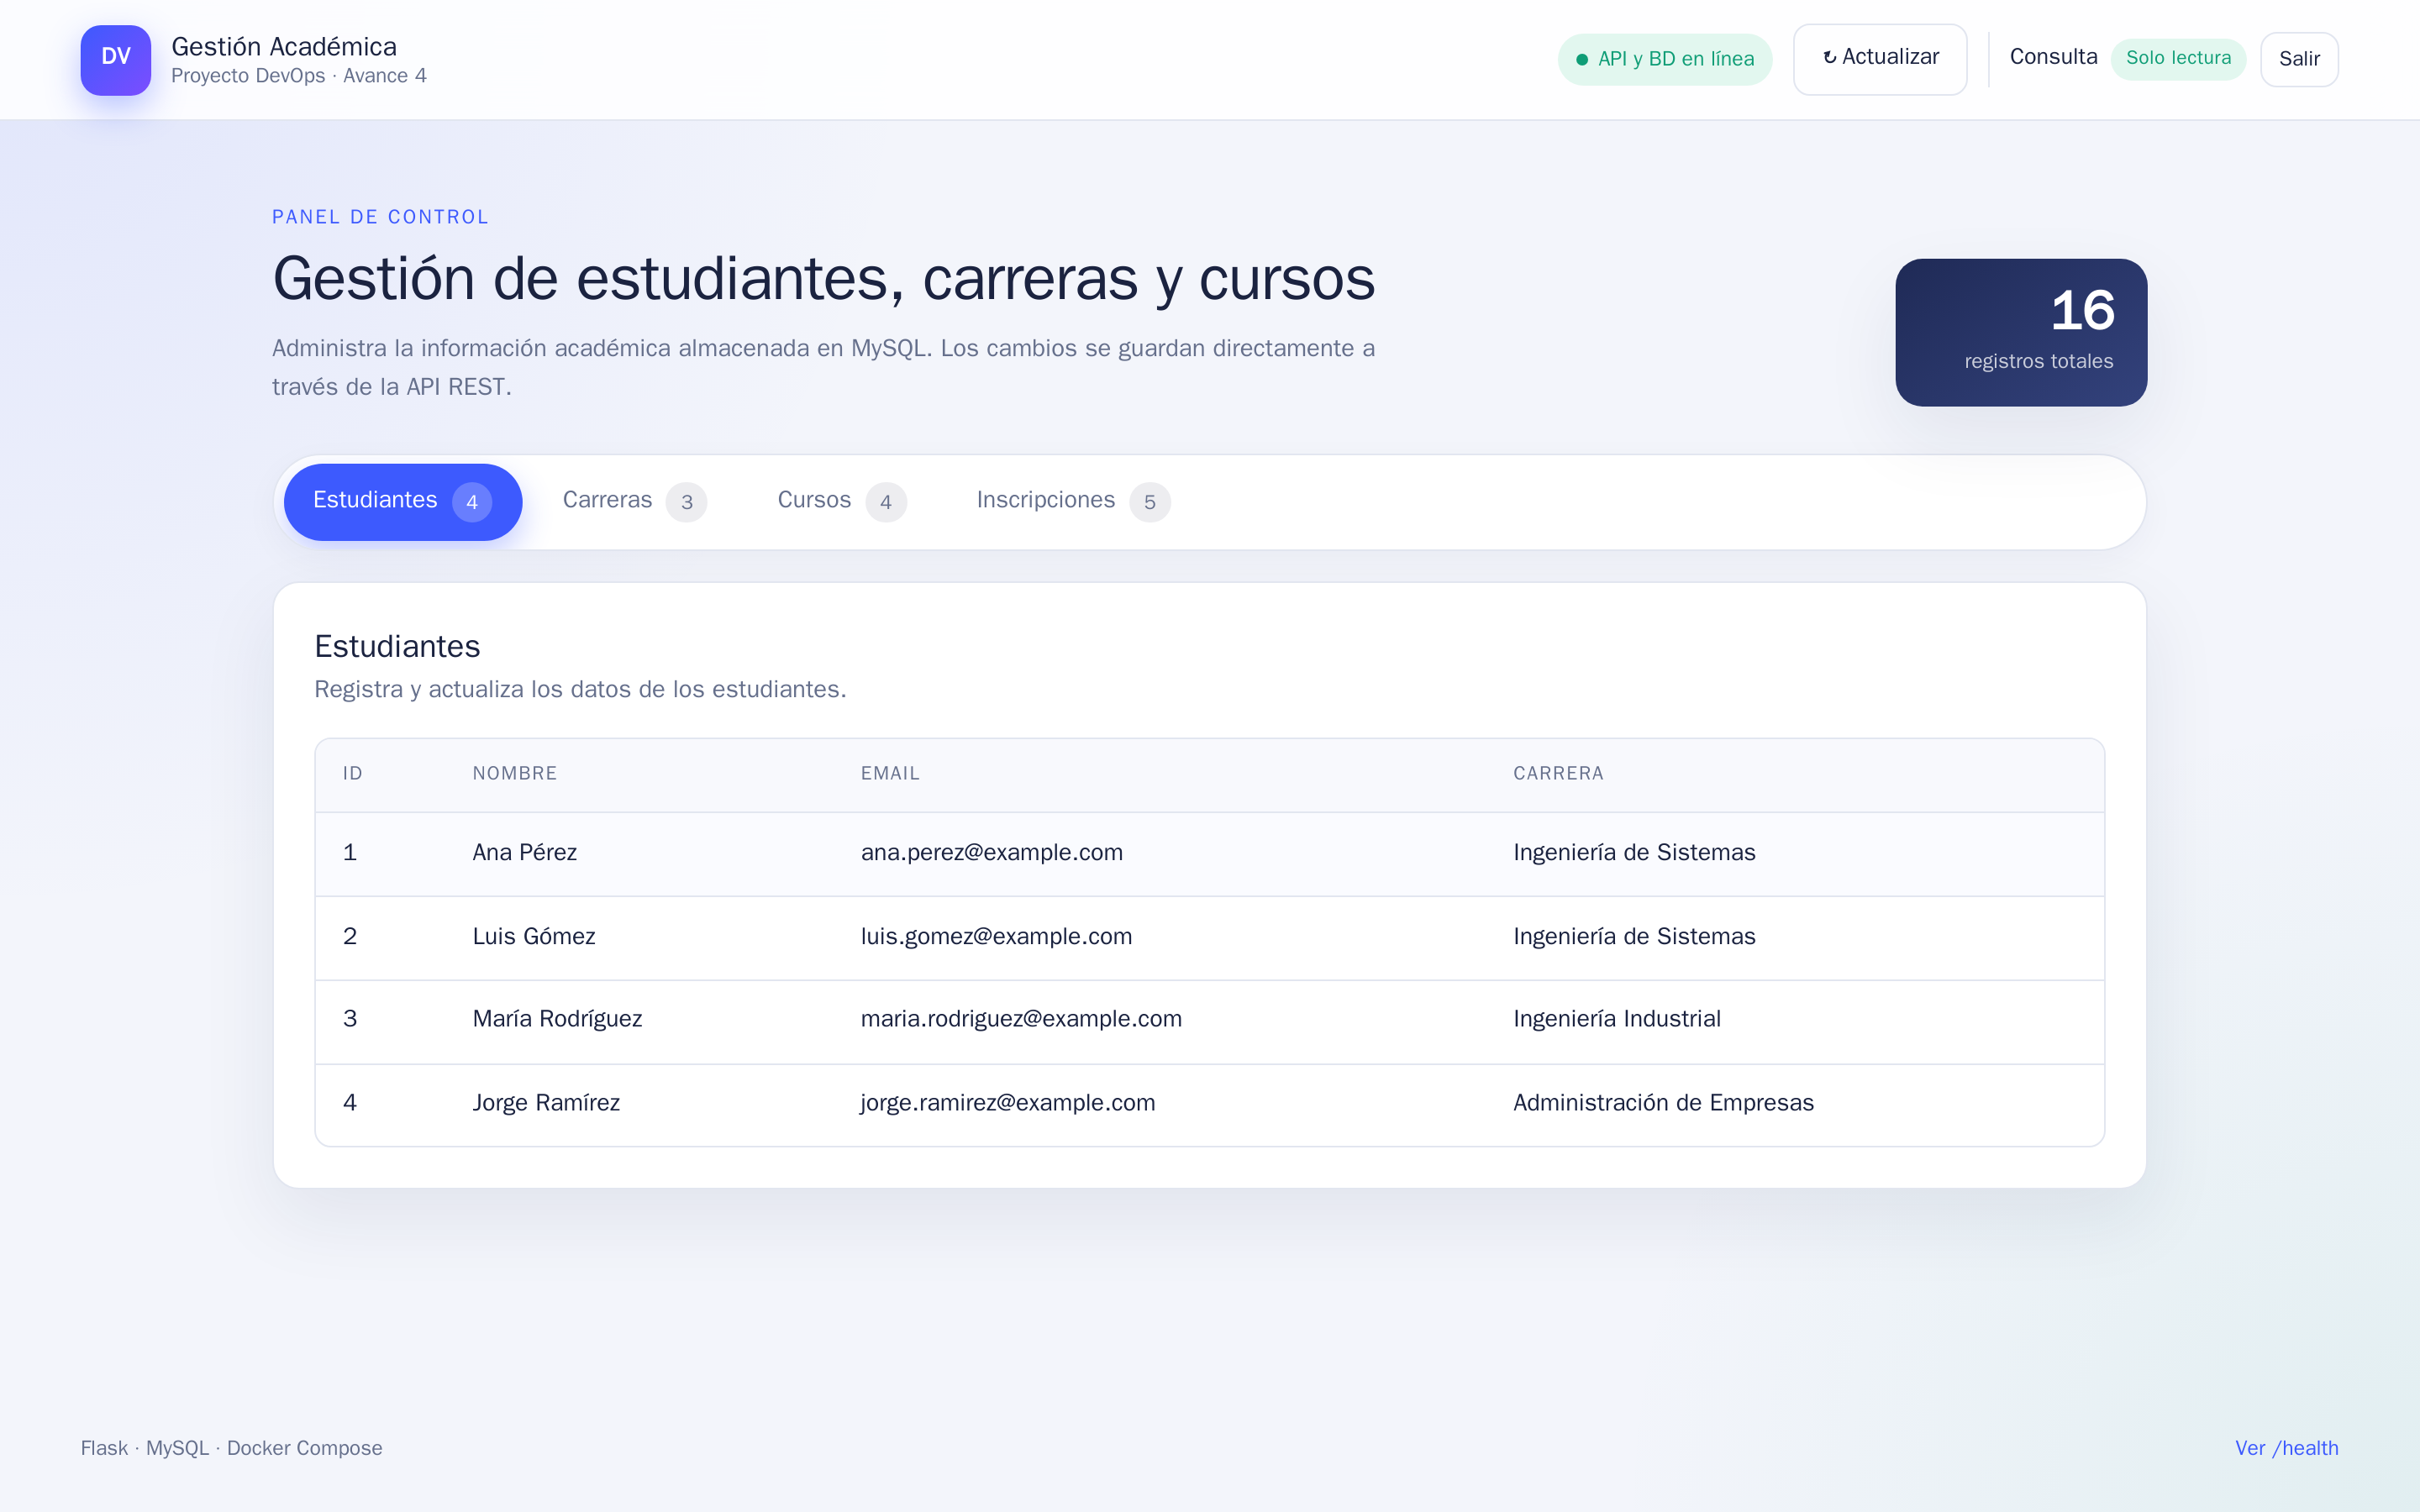 DV
Gestión Académica
Proyecto DevOps · Avance 4
API y BD en línea
↻ Actualizar
Consulta
Solo lectura
Salir
PANEL DE CONTROL
Gestión de estudiantes, carreras y cursos
Administra la información académica almacenada en MySQL. Los cambios se guardan directamente a
través de la API REST.
16
registros totales
Estudiantes 4
Carreras 3
Cursos 4
Inscripciones 5
Estudiantes
Registra y actualiza los datos de los estudiantes.
ID NOMBRE EMAIL CARRERA
1 Ana Pérez ana.perez@example.com Ingeniería de Sistemas
2 Luis Gómez luis.gomez@example.com Ingeniería de Sistemas
3 María Rodríguez maria.rodriguez@example.com Ingeniería Industrial
4 Jorge Ramírez jorge.ramirez@example.com Administración de Empresas
Flask · MySQL · Docker Compose
Ver /health